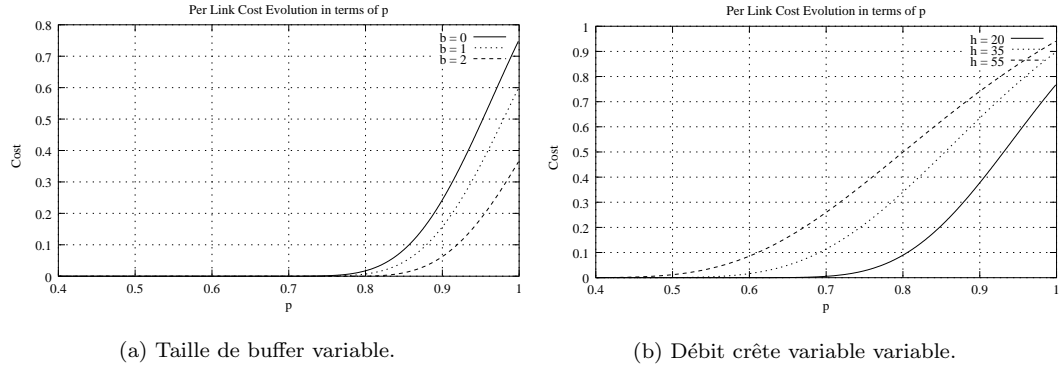 Per Link Cost Evolution in terms of p
0.8
0.7
0.6
0.5
0.4
0.3
0.2
0.1
0
Cost
b = 0
b = 1
b = 2
0.4 0.5 0.6 0.7 0.8 0.9 1
p
(a) Taille de buffer variable.
Per Link Cost Evolution in terms of p
1
0.9
0.8
0.7
0.6
0.5
0.4
0.3
0.2
0.1
0
Cost
h = 20
h = 35
h = 55
0.4 0.5 0.6 0.7 0.8 0.9 1
p
(b) Débit crête variable variable.